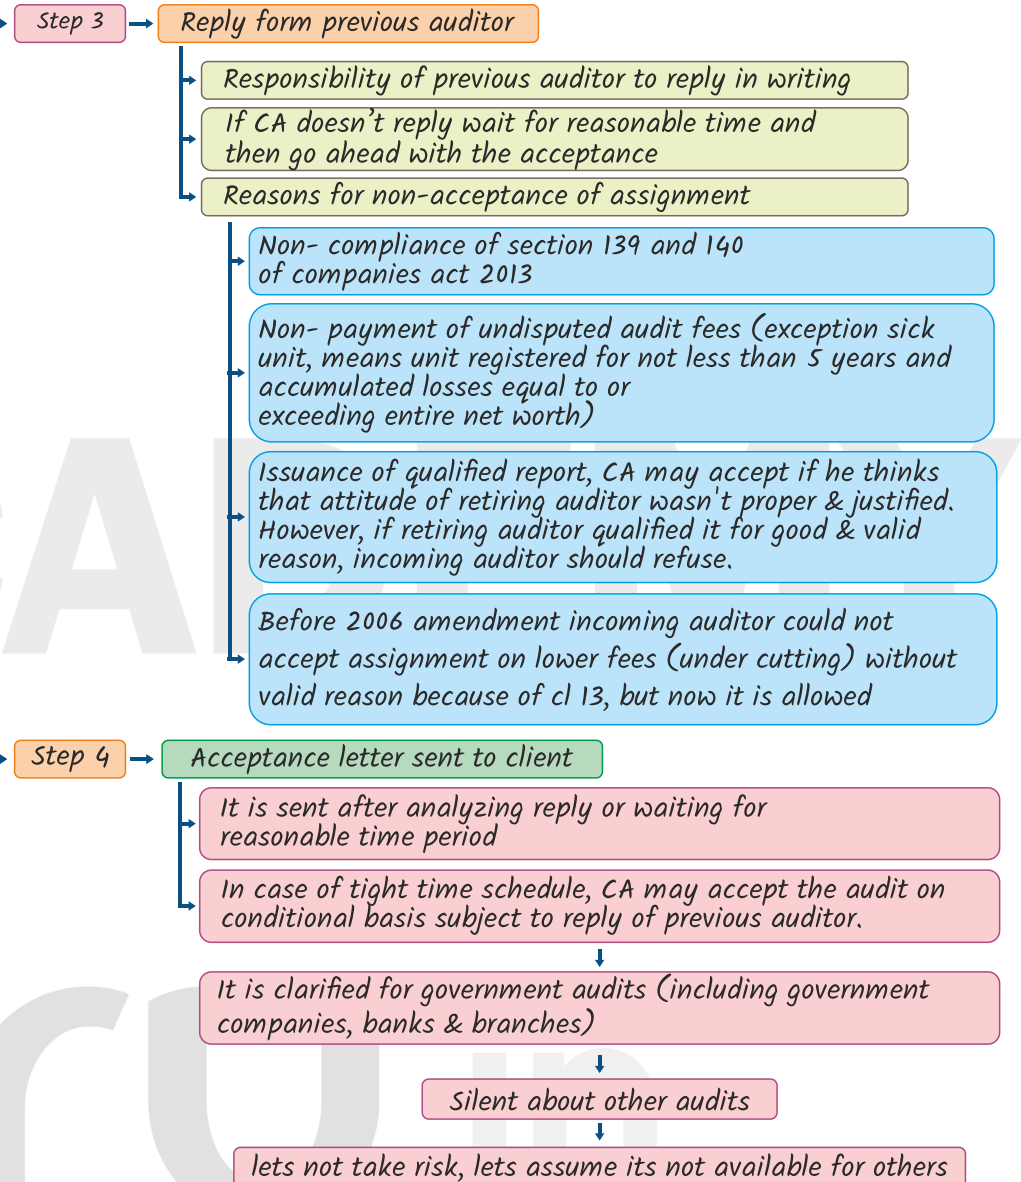 Step 3
Reply form previous auditor
Responsibility of previous auditor to reply in writing
If CA doesn't reply wait for reasonable time and
then go ahead with the acceptance
Reasons for non-acceptance of assignment
Non- compliance of section 139 and 140
of companies act 2013
Non- payment of undisputed audit fees (exception sick
unit, means unit registered for not less than 5 years and
accumulated losses equal to or
exceeding entire net worth)
Issuance of qualified report, CA may accept if he thinks
that attitude of retiring auditor wasn't proper & justified.
However, if retiring auditor qualified it for good & valid
reason, incoming auditor should refuse.
Before 2006 amendment incoming auditor could not
accept assignment on lower fees (under cutting) without
valid reason because of cl 13, but now it is allowed
Step 4
Acceptance letter sent to client
It is sent after analyzing reply or waiting for
reasonable time period
In case of tight time schedule, CA may accept the audit on
conditional basis subject to reply of previous auditor.
It is clarified for government audits (including government
companies, banks & branches)
Silent about other audits
lets not take risk, lets assume its not available for others